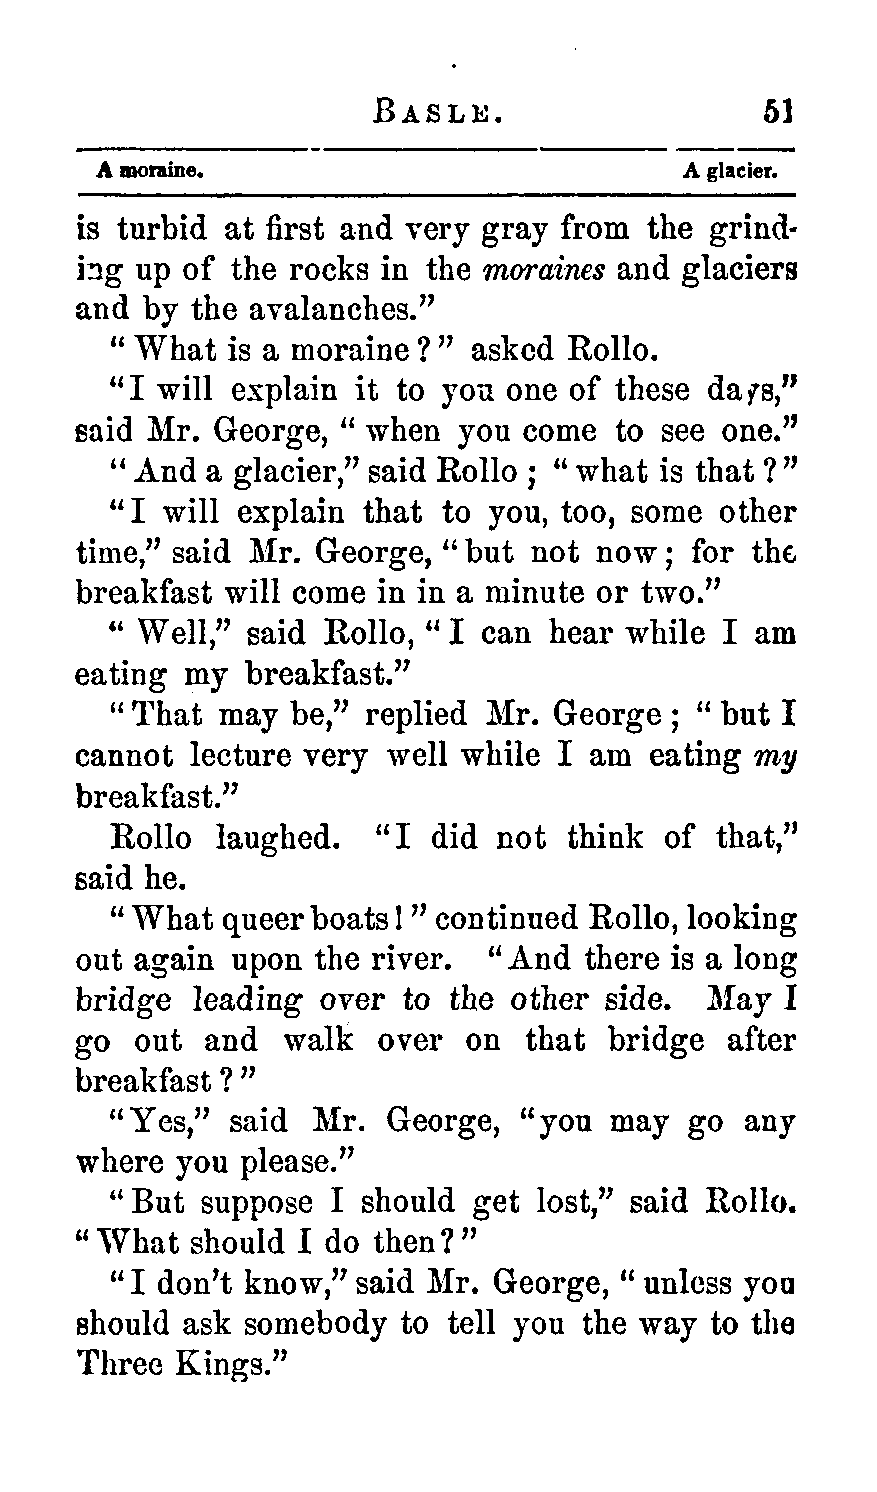 BASLE. 51
A moraine. A glacier.
is turbid at first and very gray from the grind-
ing up of the rocks in the moraines and glaciers
and by the avalanches.”
“What is a moraine?” asked Rollo.
“I will explain it to you one of these days,”
said Mr. George, “when you come to see one.”
“And a glacier,” said Rollo; “what is that?”
“I will explain that to you, too, some other
time,” said Mr. George, “but not now; for the
breakfast will come in in a minute or two.”
“Well,” said Rollo, “I can hear while I am
eating my breakfast.”
“That may be,” replied Mr. George; “but I
cannot lecture very well while I am eating my
breakfast.”
Rollo laughed. “I did not think of that,”
said he.
“What queer boats!” continued Rollo, looking
out again upon the river. “And there is a long
bridge leading over to the other side. May I
go out and walk over on that bridge after
breakfast?”
“Yes,” said Mr. George, “you may go any
where you please.”
“But suppose I should get lost,” said Rollo.
“What should I do then?”
“I don’t know,” said Mr. George, “unless you
should ask somebody to tell you the way to the
Three Kings.”